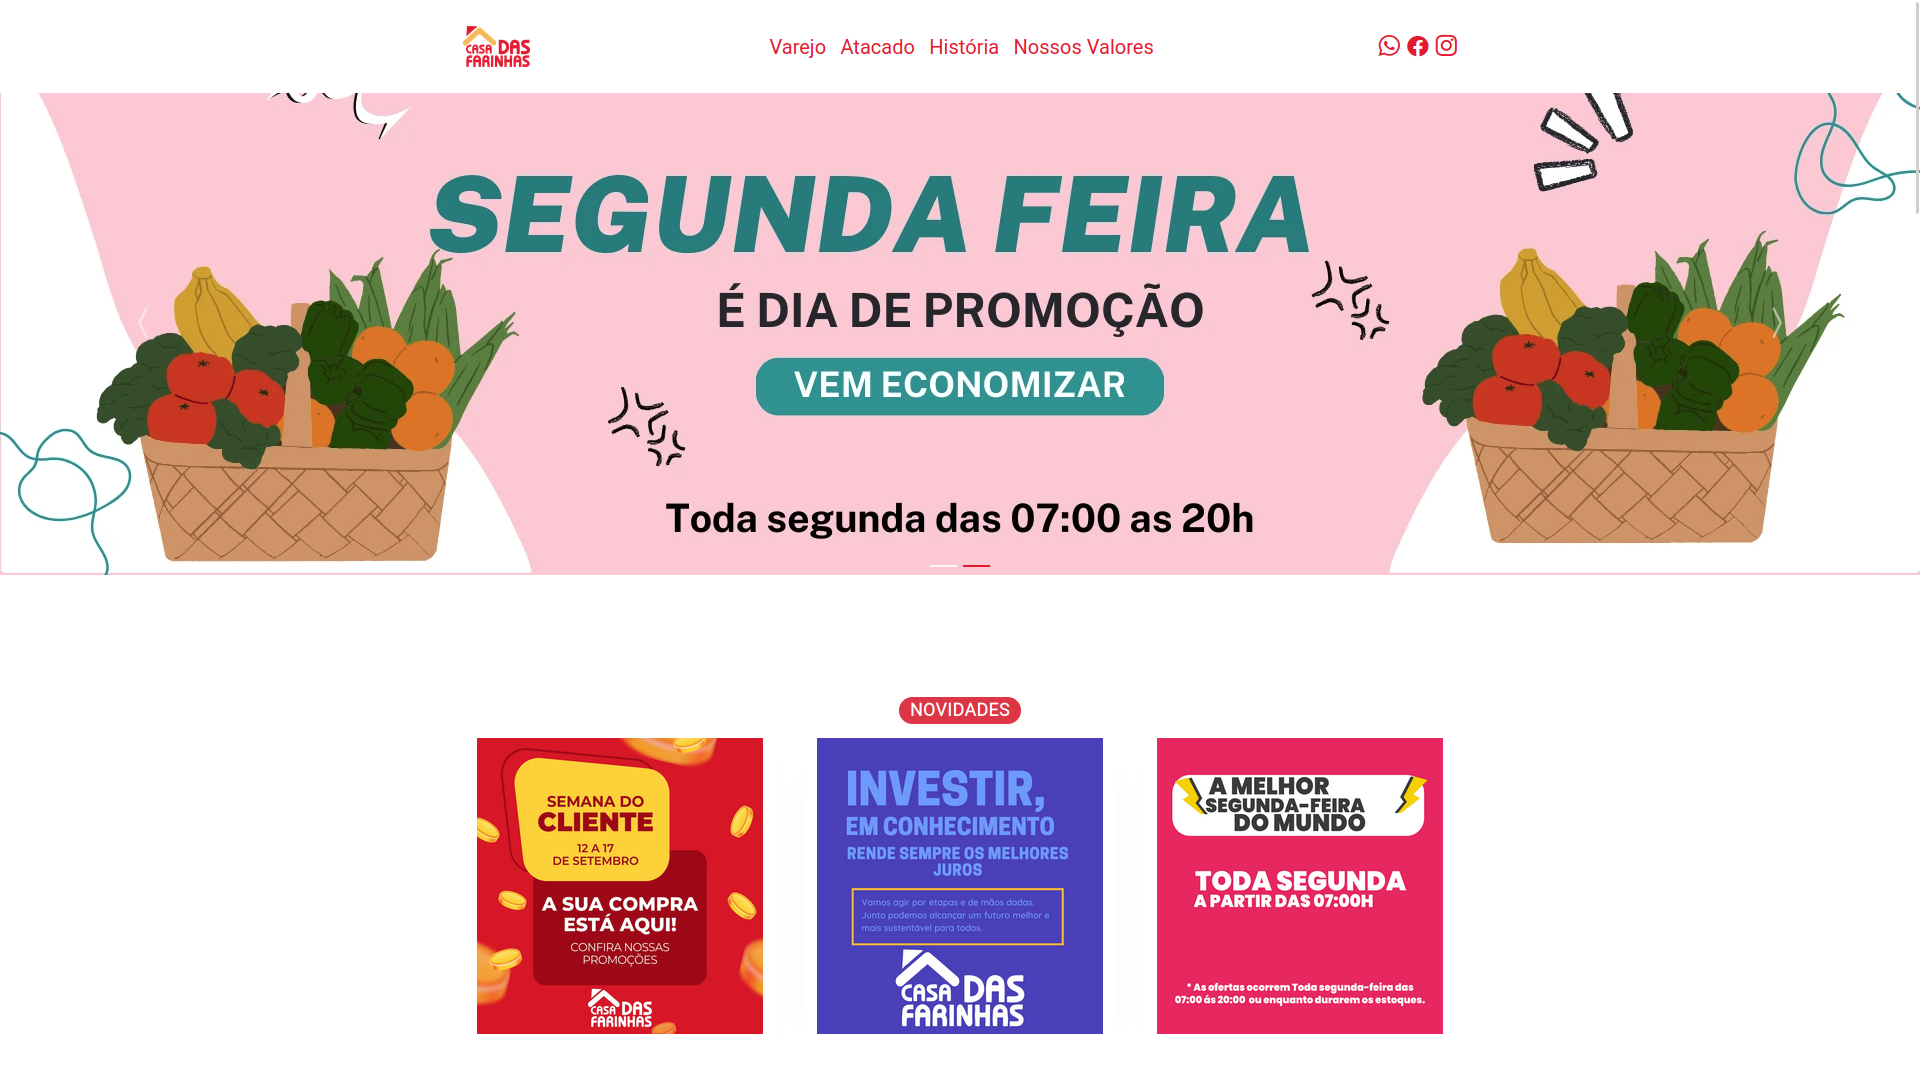 CASA DAS
FARINHAS
Varejo Atacado História Nossos Valores
SEGUNDA FEIRA
É DIA DE PROMOÇÃO
VEM ECONOMIZAR
Toda segunda das 07:00 as 20h
NOVIDADES
SEMANA DO
CLIENTE
12 A 17
DE SETEMBRO
A SUA COMPRA
ESTÁ AQUI!
CONFIRA NOSSAS
PROMOÇÕES
CASA DAS
FARINHAS
INVESTIR,
EM CONHECIMENTO
RENDE SEMPRE OS MELHORES
JUROS
Vamos agir por etapas e de mãos dadas.
Junto podemos alcançar um futuro melhor e
mais sustentável para todos.
CASA DAS
FARINHAS
A MELHOR
SEGUNDA-FEIRA
DO MUNDO
TODA SEGUNDA
A PARTIR DAS 07:00H
* As ofertas ocorrem Toda segunda-feira das
07:00 ás 20:00 ou enquanto durarem os estoques.